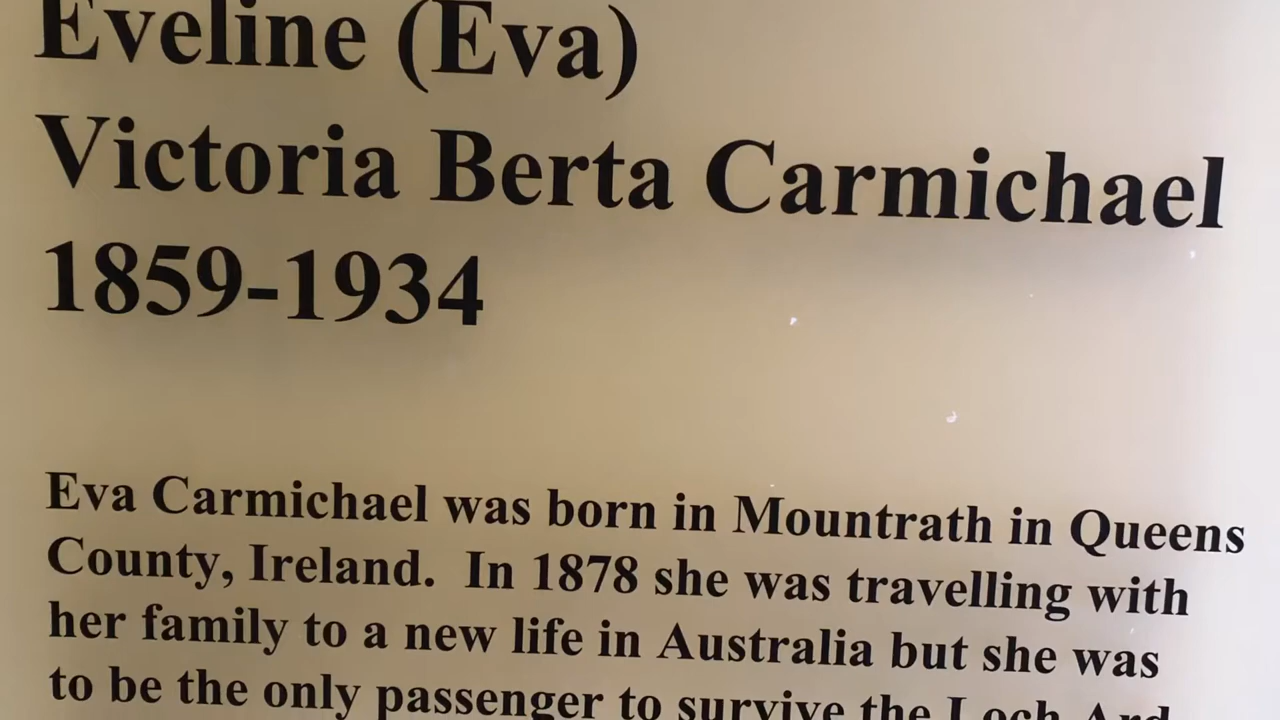 Eveline (Eva)
Victoria Berta Carmichael
1859-1934
Eva Carmichael was born in Mountrath in Queens
County, Ireland. In 1878 she was travelling with
her family to a new life in Australia but she was
to be the only passenger to survive the Loch Ard